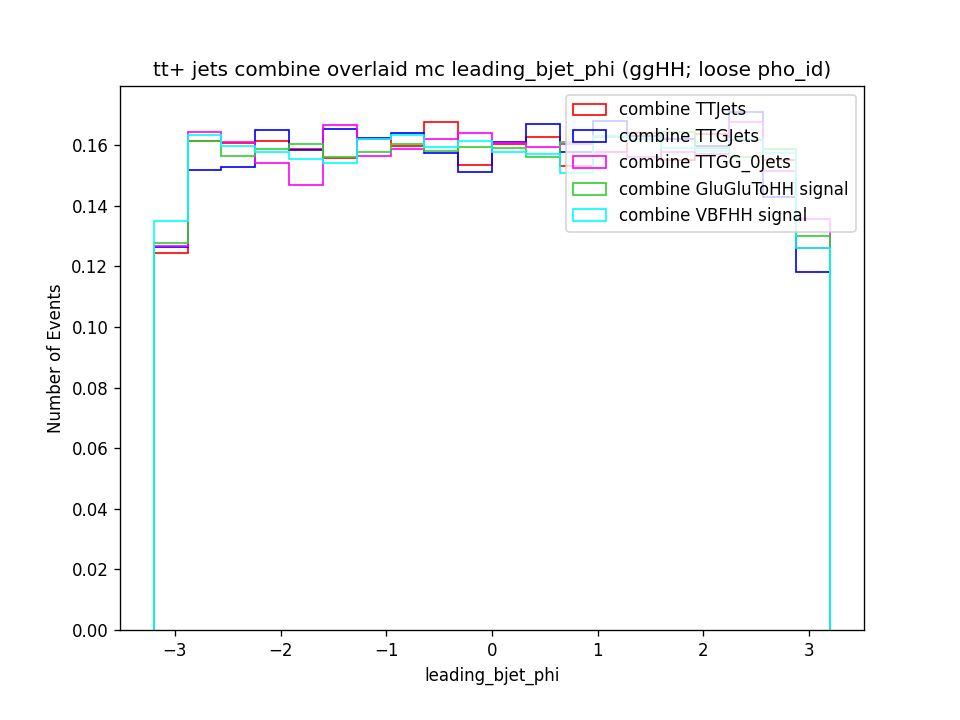 tt+ jets combine overlaid mc leading_bjet_phi (ggHH; loose pho_id)
combine TTJets
combine TTGJets
combine TTGG_0Jets
combine GluGluToHH signal
combine VBFHH signal
Number of Events
0.16
0.14
0.12
0.10
0.08
0.06
0.04
0.02
0.00
−3 −2 −1 0 1 2 3
leading_bjet_phi